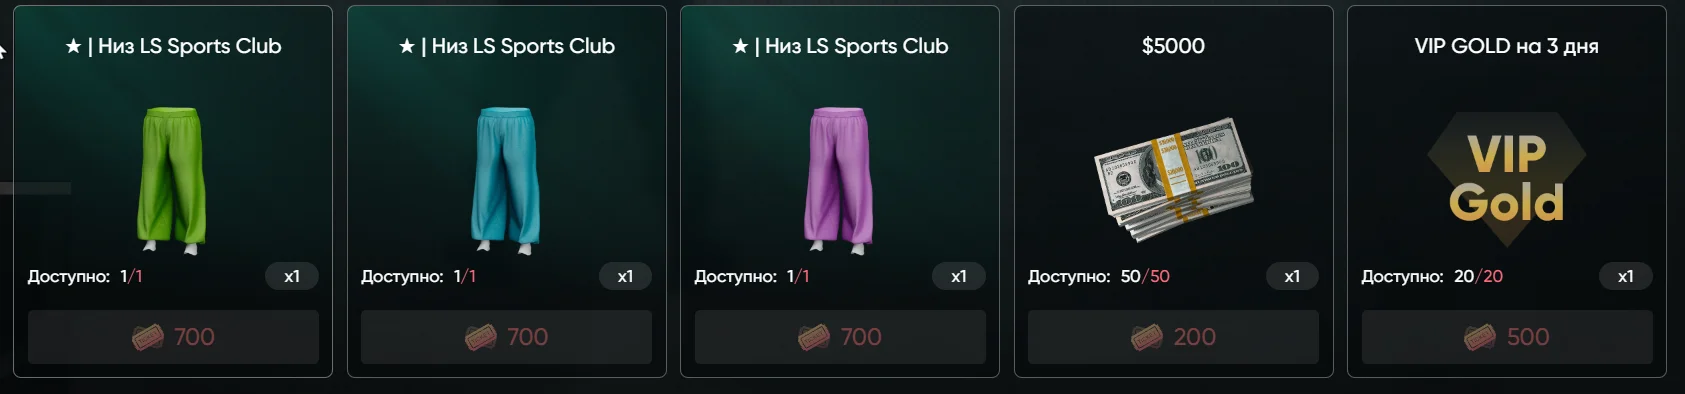 ★ | Низ LS Sports Club
Доступно: 1/1
x1
700
★ | Низ LS Sports Club
Доступно: 1/1
x1
700
★ | Низ LS Sports Club
Доступно: 1/1
x1
700
$5000
100
Доступно: 50/50
x1
200
VIP GOLD на 3 дня
VIP
Gold
Доступно: 20/20
x1
500